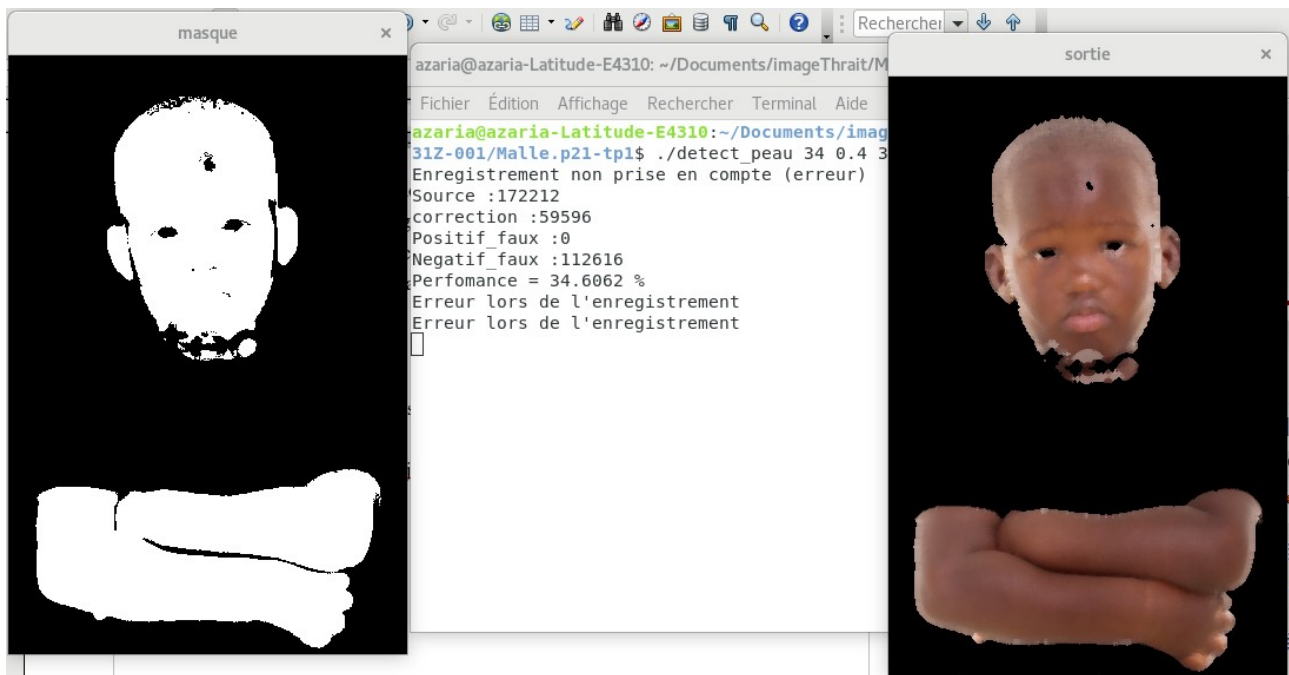 masque ×
Rechercher
sortie ×
azaria@azaria-Latitude-E4310: ~/Documents/imageThrait/M
Fichier Édition Affichage Rechercher Terminal Aide
azaria@azaria-Latitude-E4310:~/Documents/imag
31Z-001/Malle.p21-tp1$ ./detect_peau 34 0.4 3
Enregistrement non prise en compte (erreur)
Source :172212
correction :59596
Positif_faux :0
Negatif_faux :112616
Perfomance = 34.6062 %
Erreur lors de l'enregistrement
Erreur lors de l'enregistrement